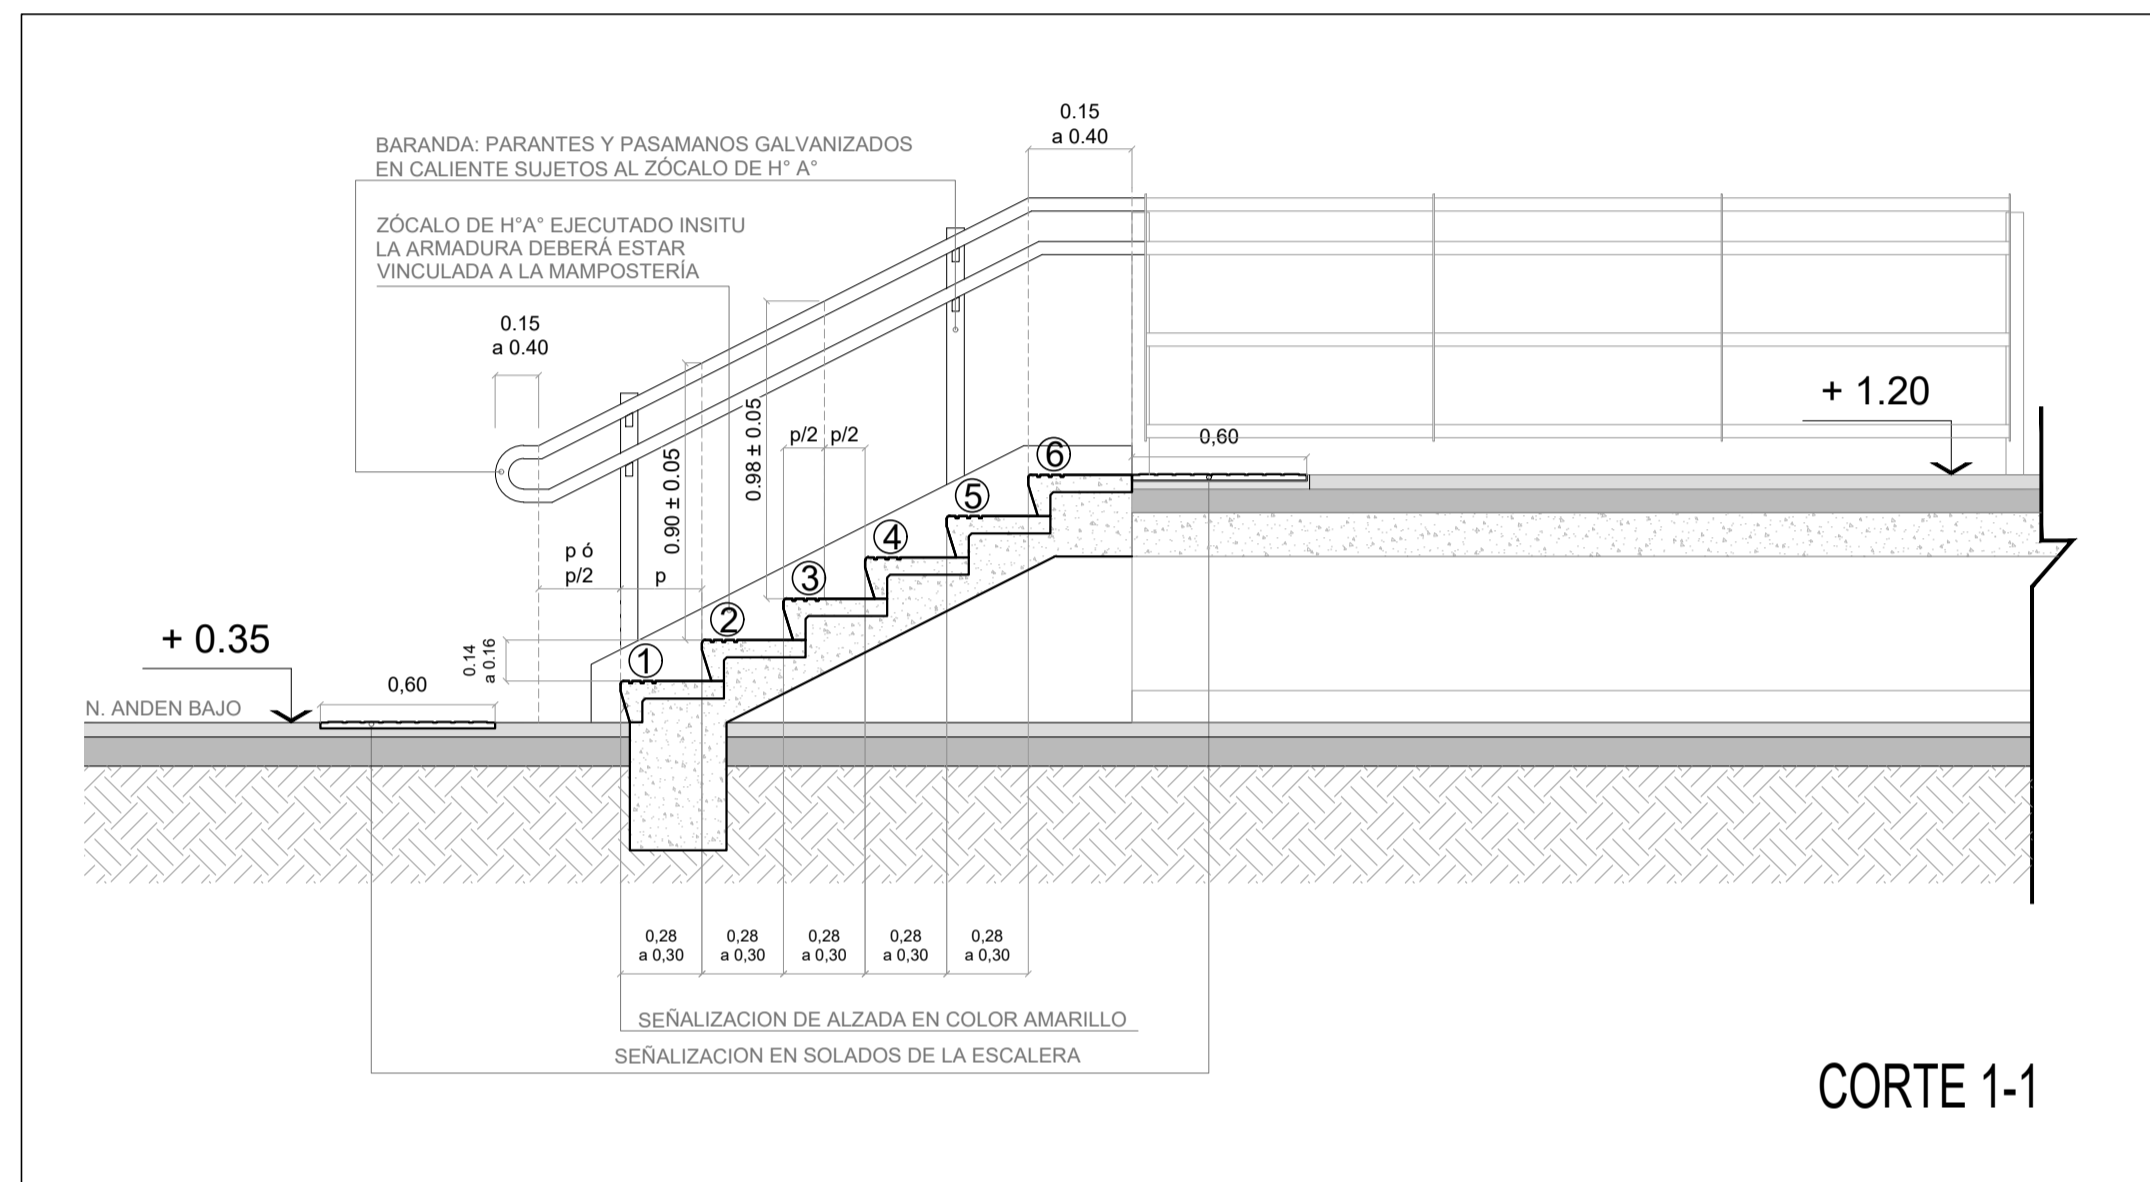 0.15
a 0.40
BARANDA: PARANTES Y PASAMANOS GALVANIZADOS
EN CALIENTE SUJETOS AL ZÓCALO DE H° A°
ZÓCALO DE H°A° EJECUTADO INSITU
LA ARMADURA DEBERÁ ESTAR
VINCULADA A LA MAMPOSTERÍA
0.15
a 0.40
+ 1.20
0,60
p/2
p/2
0.98 ± 0.05
0.90 ± 0.05
6
5
4
3
2
1
p ó
p/2
p
0.14
a 0.16
+ 0.35
0,60
N. ANDEN BAJO
0,28
a 0,30
0,28
a 0,30
0,28
a 0,30
0,28
a 0,30
0,28
a 0,30
SEÑALIZACION DE ALZADA EN COLOR AMARILLO
SEÑALIZACION EN SOLADOS DE LA ESCALERA
CORTE 1-1